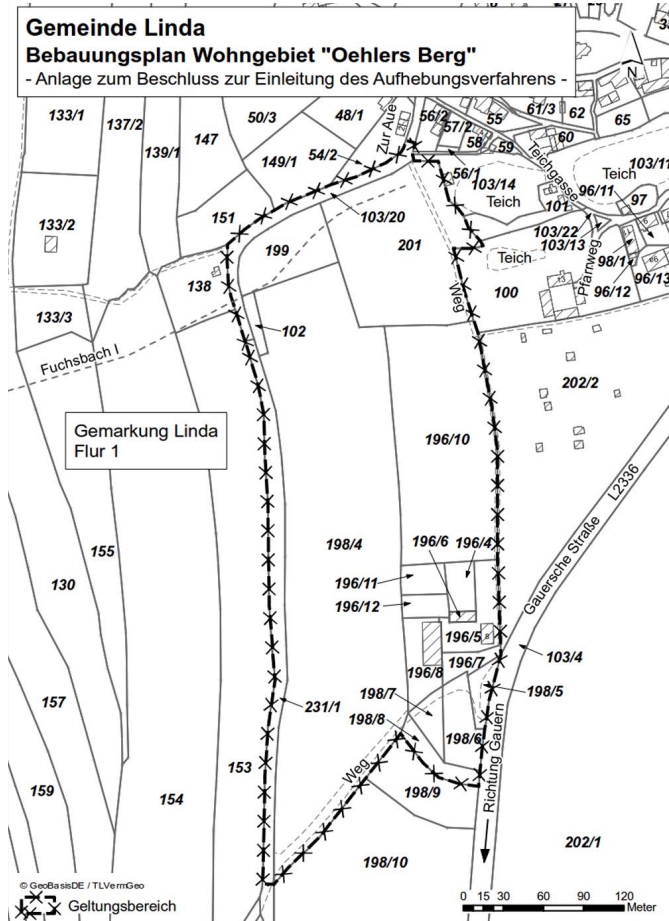 Gemeinde Linda
Bebauungsplan Wohngebiet "Oehlers Berg"
- Anlage zum Beschluss zur Einleitung des Aufhebungsverfahrens -
N
133/1
137/2
139/1
147
50/3
48/1
149/1
54/2
Zur Aue
56/2
57/2
55
58
59
61/3
62
60
65
56/1
103/14
Teich
Teichgasse
Teich
103/11
96/11
101
97
103/22
103/13
Pfarrweg
98/1
96/12
96/13
133/2
151
103/20
199
201
Weg
Teich
100
13
138
133/3
102
Fuchsbach I
202/2
Gemarkung Linda
Flur 1
196/10
L2336
Gauersche Straße
155
130
198/4
196/6
196/4
196/11
196/12
196/5
8
196/7
196/8
103/4
157
198/7
198/5
231/1
198/8
198/6
153
Weg
Richtung Gauern
159
154
198/9
198/10
202/1
© GeoBasisDE / TLVermGeo
Geltungsbereich
0 15 30 60 90 120
Meter